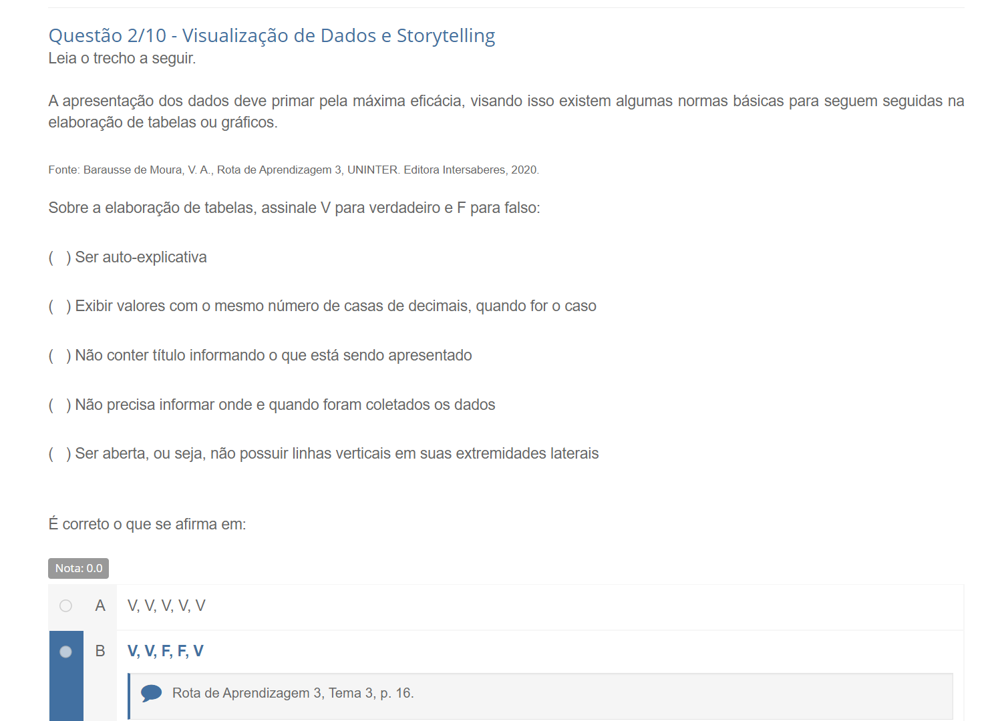 Questão 2/10 - Visualização de Dados e Storytelling
Leia o trecho a seguir.
A apresentação dos dados deve primar pela máxima eficácia, visando isso existem algumas normas básicas para seguem seguidas na
elaboração de tabelas ou gráficos.
Fonte: Barausse de Moura, V. A., Rota de Aprendizagem 3, UNINTER. Editora Intersaberes, 2020.
Sobre a elaboração de tabelas, assinale V para verdadeiro e F para falso:
(   ) Ser auto-explicativa
(   ) Exibir valores com o mesmo número de casas de decimais, quando for o caso
(   ) Não conter título informando o que está sendo apresentado
(   ) Não precisa informar onde e quando foram coletados os dados
(   ) Ser aberta, ou seja, não possuir linhas verticais em suas extremidades laterais
É correto o que se afirma em:
Nota: 0.0
A V, V, V, V, V
B V, V, F, F, V
Rota de Aprendizagem 3, Tema 3, p. 16.